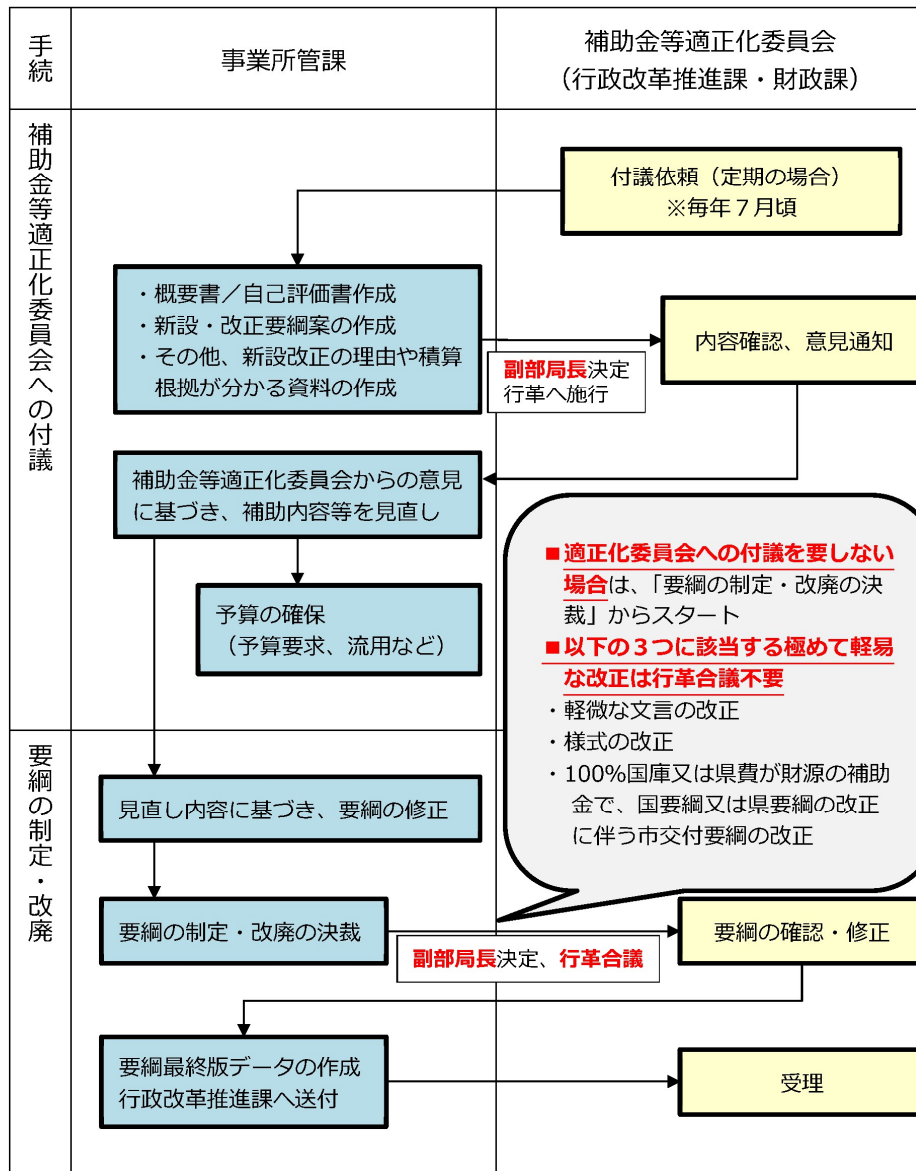 手続
事業所管課
補助金等適正化委員会
（行政改革推進課・財政課）
補助金等適正化委員会への付議
付議依頼（定期の場合）
※毎年７月頃
・概要書／自己評価書作成
・新設・改正要綱案の作成
・その他、新設改正の理由や積算
根拠が分かる資料の作成
副部局長決定
行革へ施行
内容確認、意見通知
補助金等適正化委員会からの意見
に基づき、補助内容等を見直し
予算の確保
（予算要求、流用など）
■適正化委員会への付議を要しない
場合は、「要綱の制定・改廃の決
裁」からスタート
■以下の３つに該当する極めて軽易
な改正は行革合議不要
・軽微な文言の改正
・様式の改正
・100%国庫又は県費が財源の補助
金で、国要綱又は県要綱の改正
に伴う市交付要綱の改正
要綱の制定・改廃
見直し内容に基づき、要綱の修正
要綱の制定・改廃の決裁
副部局長決定、行革合議
要綱の確認・修正
要綱最終版データの作成
行政改革推進課へ送付
受理